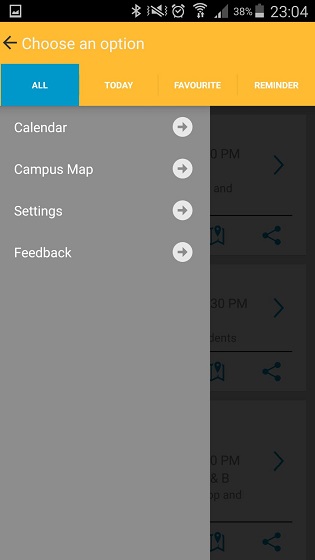 38% 23:04
Choose an option
ALL TODAY FAVOURITE REMINDER
Calendar
0 PM
Campus Map
and
Settings
30 PM
Feedback
dents
0 PM
& B
op and